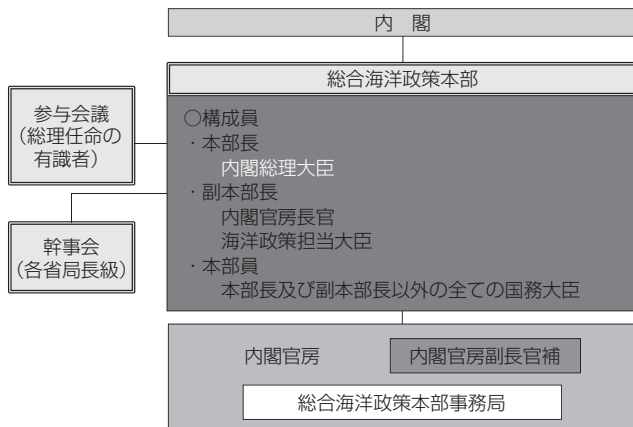 内　閣
総合海洋政策本部
参与会議
（総理任命の
有識者）
幹事会
（各省局長級）
○構成員
・本部長
内閣総理大臣
・副本部長
内閣官房長官
海洋政策担当大臣
・本部員
本部長及び副本部長以外の全ての国務大臣
内閣官房
内閣官房副長官補
総合海洋政策本部事務局